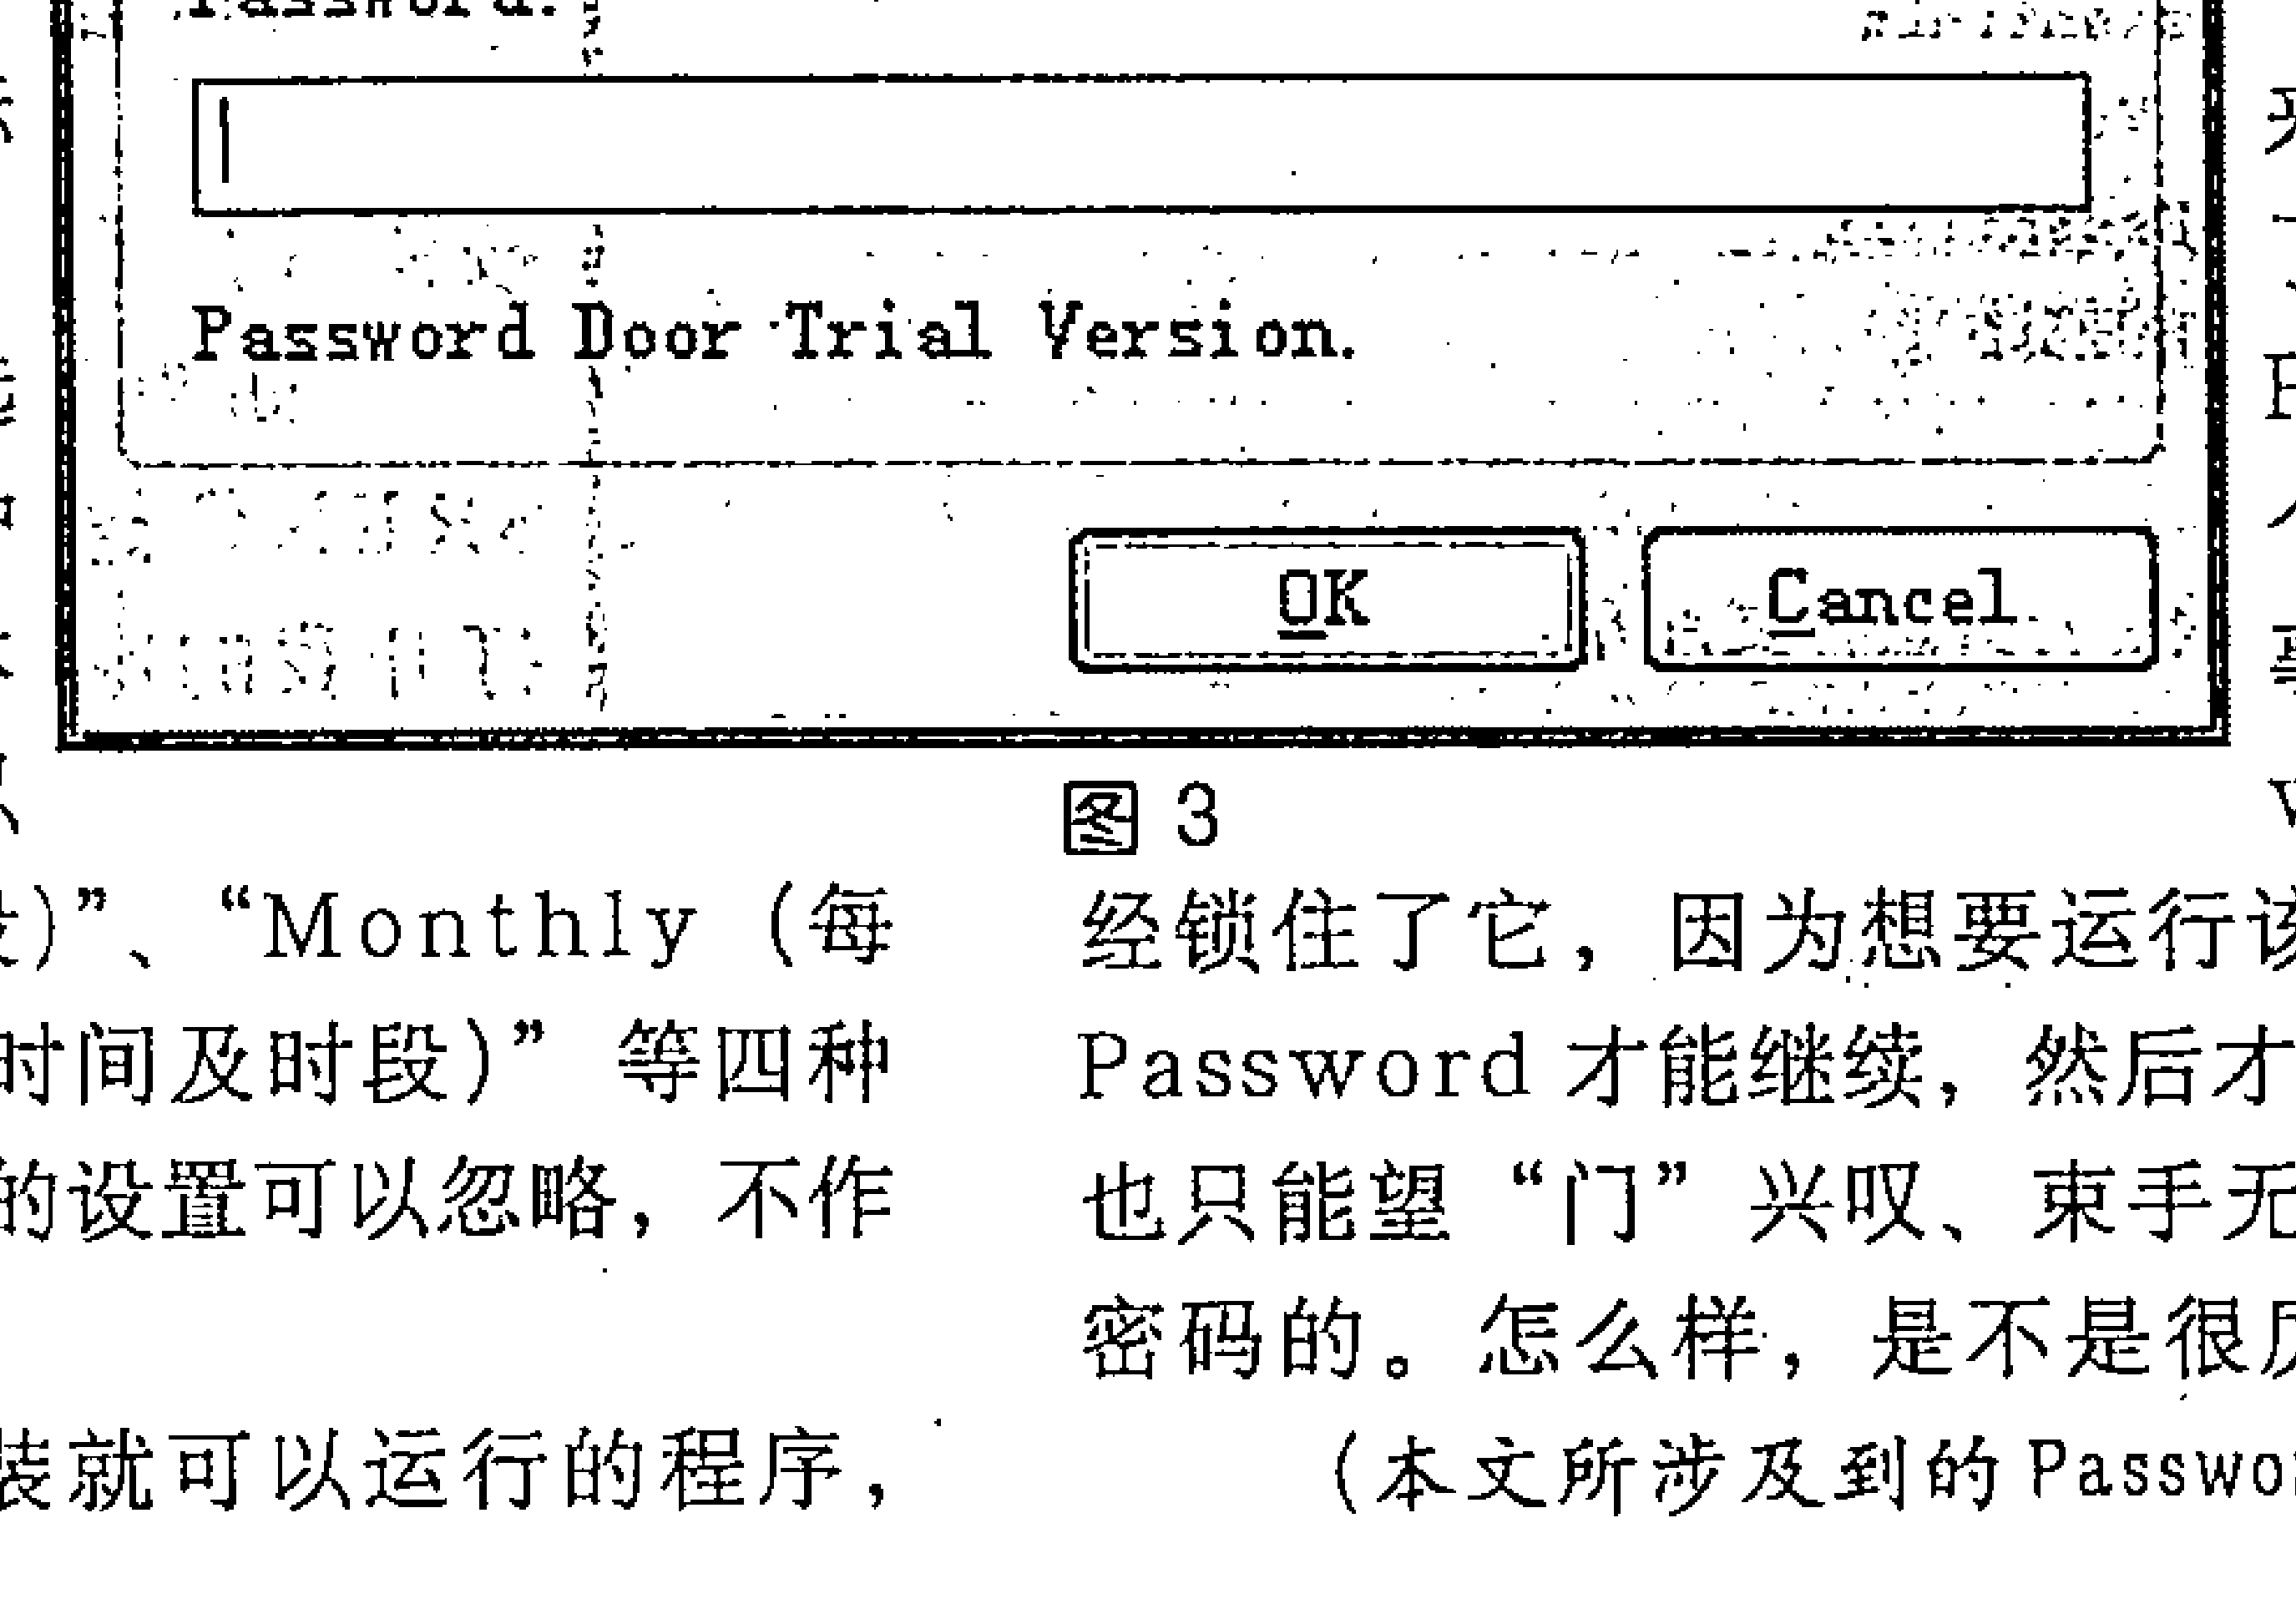 Password:
Password Door Trial Version.
OK
Cancel
图 3
)”、“Monthly (每
时间及时段)” 等四种
的设置可以忽略，不作
装就可以运行的程序，
经锁住了它，因为想要运行该
Password 才能继续，然后才
也只能望 “门” 兴叹、束手无
密码的。怎么样，是不是很
(本文所涉及到的 Passwo